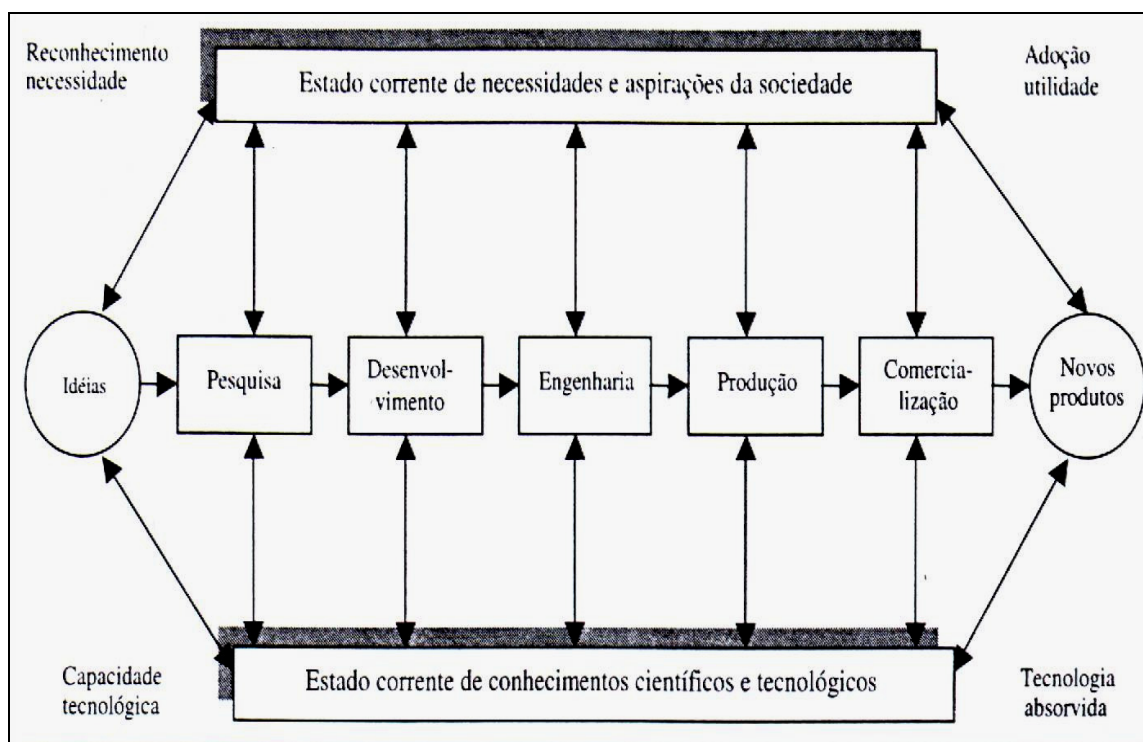 Reconhecimento
necessidade
Estado corrente de necessidades e aspirações da sociedade
Adoção
utilidade
Idéias
Pesquisa
Desenvol-
vimento
Engenharia
Produção
Comercia-
lização
Novos
produtos
Capacidade
tecnológica
Estado corrente de conhecimentos científicos e tecnológicos
Tecnologia
absorvida